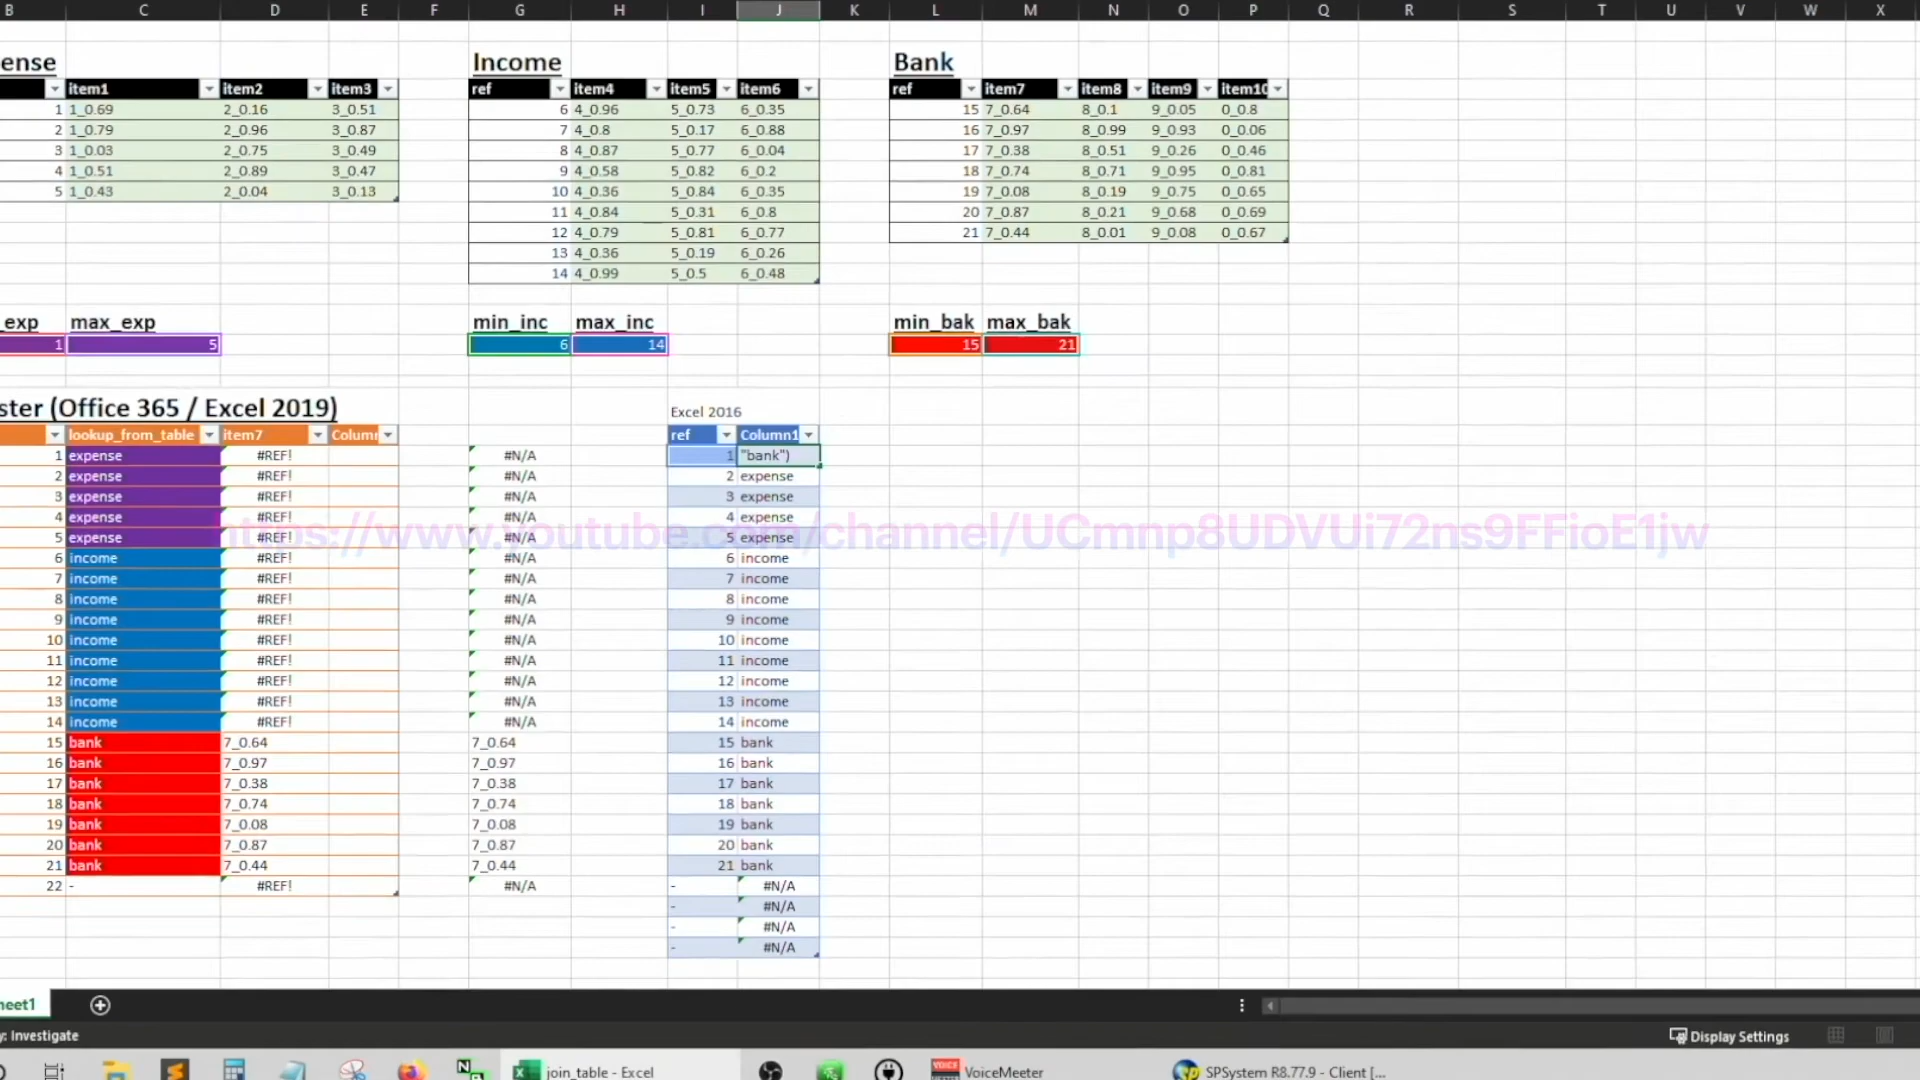 B C D E F G H I J K L M N O P Q R S T U V W X
ense Income Bank
item1 item2 item3 ref item4 item5 item6 ref item7 item8 item9 item10
1 1_0.69 2_0.16 3_0.51 6 4_0.96 5_0.73 6_0.35 15 7_0.64 8_0.1 9_0.05 0_0.8
2 1_0.79 2_0.96 3_0.87 7 4_0.8 5_0.17 6_0.88 16 7_0.97 8_0.99 9_0.93 0_0.06
3 1_0.03 2_0.75 3_0.49 8 4_0.87 5_0.77 6_0.04 17 7_0.38 8_0.51 9_0.26 0_0.46
4 1_0.51 2_0.89 3_0.47 9 4_0.58 5_0.82 6_0.2 18 7_0.74 8_0.71 9_0.95 0_0.81
5 1_0.43 2_0.04 3_0.13 10 4_0.36 5_0.84 6_0.35 19 7_0.08 8_0.19 9_0.75 0_0.65
11 4_0.84 5_0.31 6_0.8 20 7_0.87 8_0.21 9_0.68 0_0.69
12 4_0.79 5_0.81 6_0.77 21 7_0.44 8_0.01 9_0.08 0_0.67
13 4_0.36 5_0.19 6_0.26
14 4_0.99 5_0.5 6_0.48
_exp max_exp min_inc max_inc min_bak max_bak
1 5 6 14 15 21
ster (Office 365 / Excel 2019) Excel 2016
lookup_from_table item7 Colum ref Column1
1 expense #REF! #N/A 1 "bank")
2 expense #REF! #N/A 2 expense
3 expense #REF! #N/A 3 expense
4 expense #REF! #N/A 4 expense
https://www.youtube.com/channel/UCmnp8UDVUi72ns9FFioE1jw
5 expense #REF! #N/A 5 expense
6 income #REF! #N/A 6 income
7 income #REF! #N/A 7 income
8 income #REF! #N/A 8 income
9 income #REF! #N/A 9 income
10 income #REF! #N/A 10 income
11 income #REF! #N/A 11 income
12 income #REF! #N/A 12 income
13 income #REF! #N/A 13 income
14 income #REF! #N/A 14 income
15 bank 7_0.64 7_0.64 15 bank
16 bank 7_0.97 7_0.97 16 bank
17 bank 7_0.38 7_0.38 17 bank
18 bank 7_0.74 7_0.74 18 bank
19 bank 7_0.08 7_0.08 19 bank
20 bank 7_0.87 7_0.87 20 bank
21 bank 7_0.44 7_0.44 21 bank
22 - #REF! #N/A - #N/A
- #N/A
- #N/A
- #N/A
heet1
y: Investigate Display Settings
join_table - Excel VOICE VoiceMeeter SPSystem R8.77.9 - Client [...